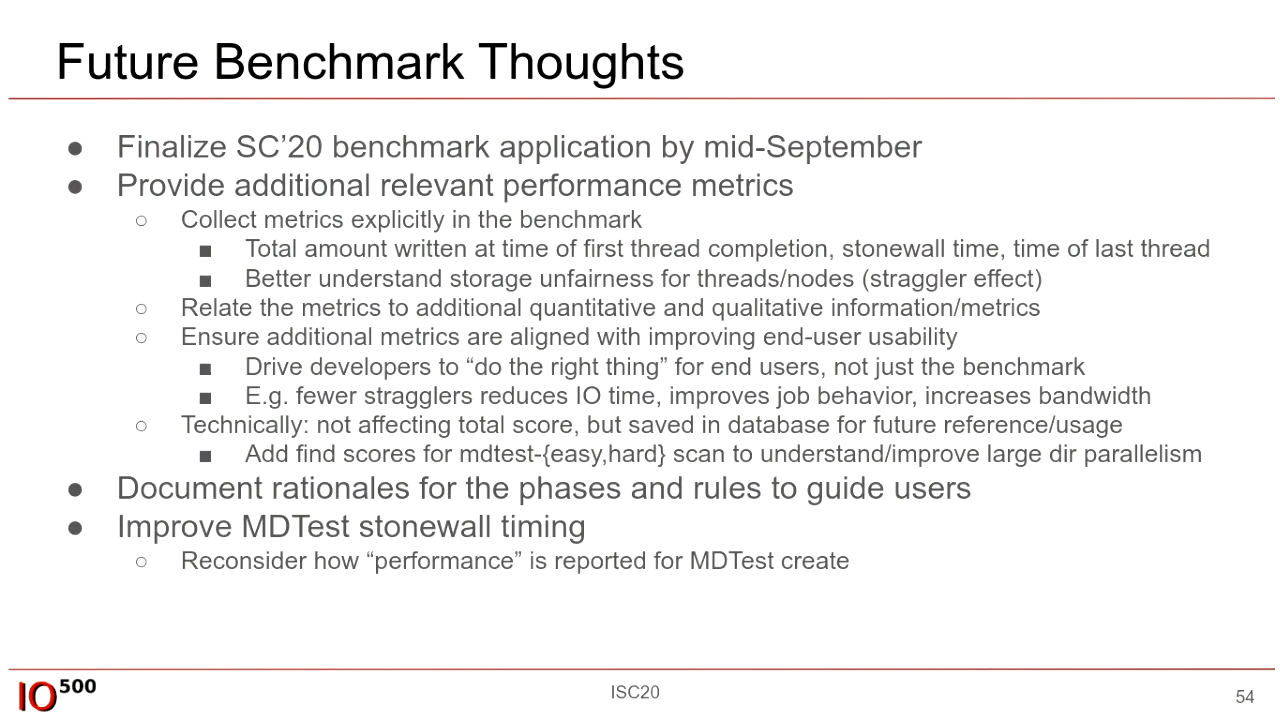 Future Benchmark Thoughts
● Finalize SC’20 benchmark application by mid-September
● Provide additional relevant performance metrics
○ Collect metrics explicitly in the benchmark
■ Total amount written at time of first thread completion, stonewall time, time of last thread
■ Better understand storage unfairness for threads/nodes (straggler effect)
○ Relate the metrics to additional quantitative and qualitative information/metrics
○ Ensure additional metrics are aligned with improving end-user usability
■ Drive developers to “do the right thing” for end users, not just the benchmark
■ E.g. fewer stragglers reduces IO time, improves job behavior, increases bandwidth
○ Technically: not affecting total score, but saved in database for future reference/usage
■ Add find scores for mdtest-{easy,hard} scan to understand/improve large dir parallelism
● Document rationales for the phases and rules to guide users
● Improve MDTest stonewall timing
○ Reconsider how “performance” is reported for MDTest create
IO500
ISC20
54